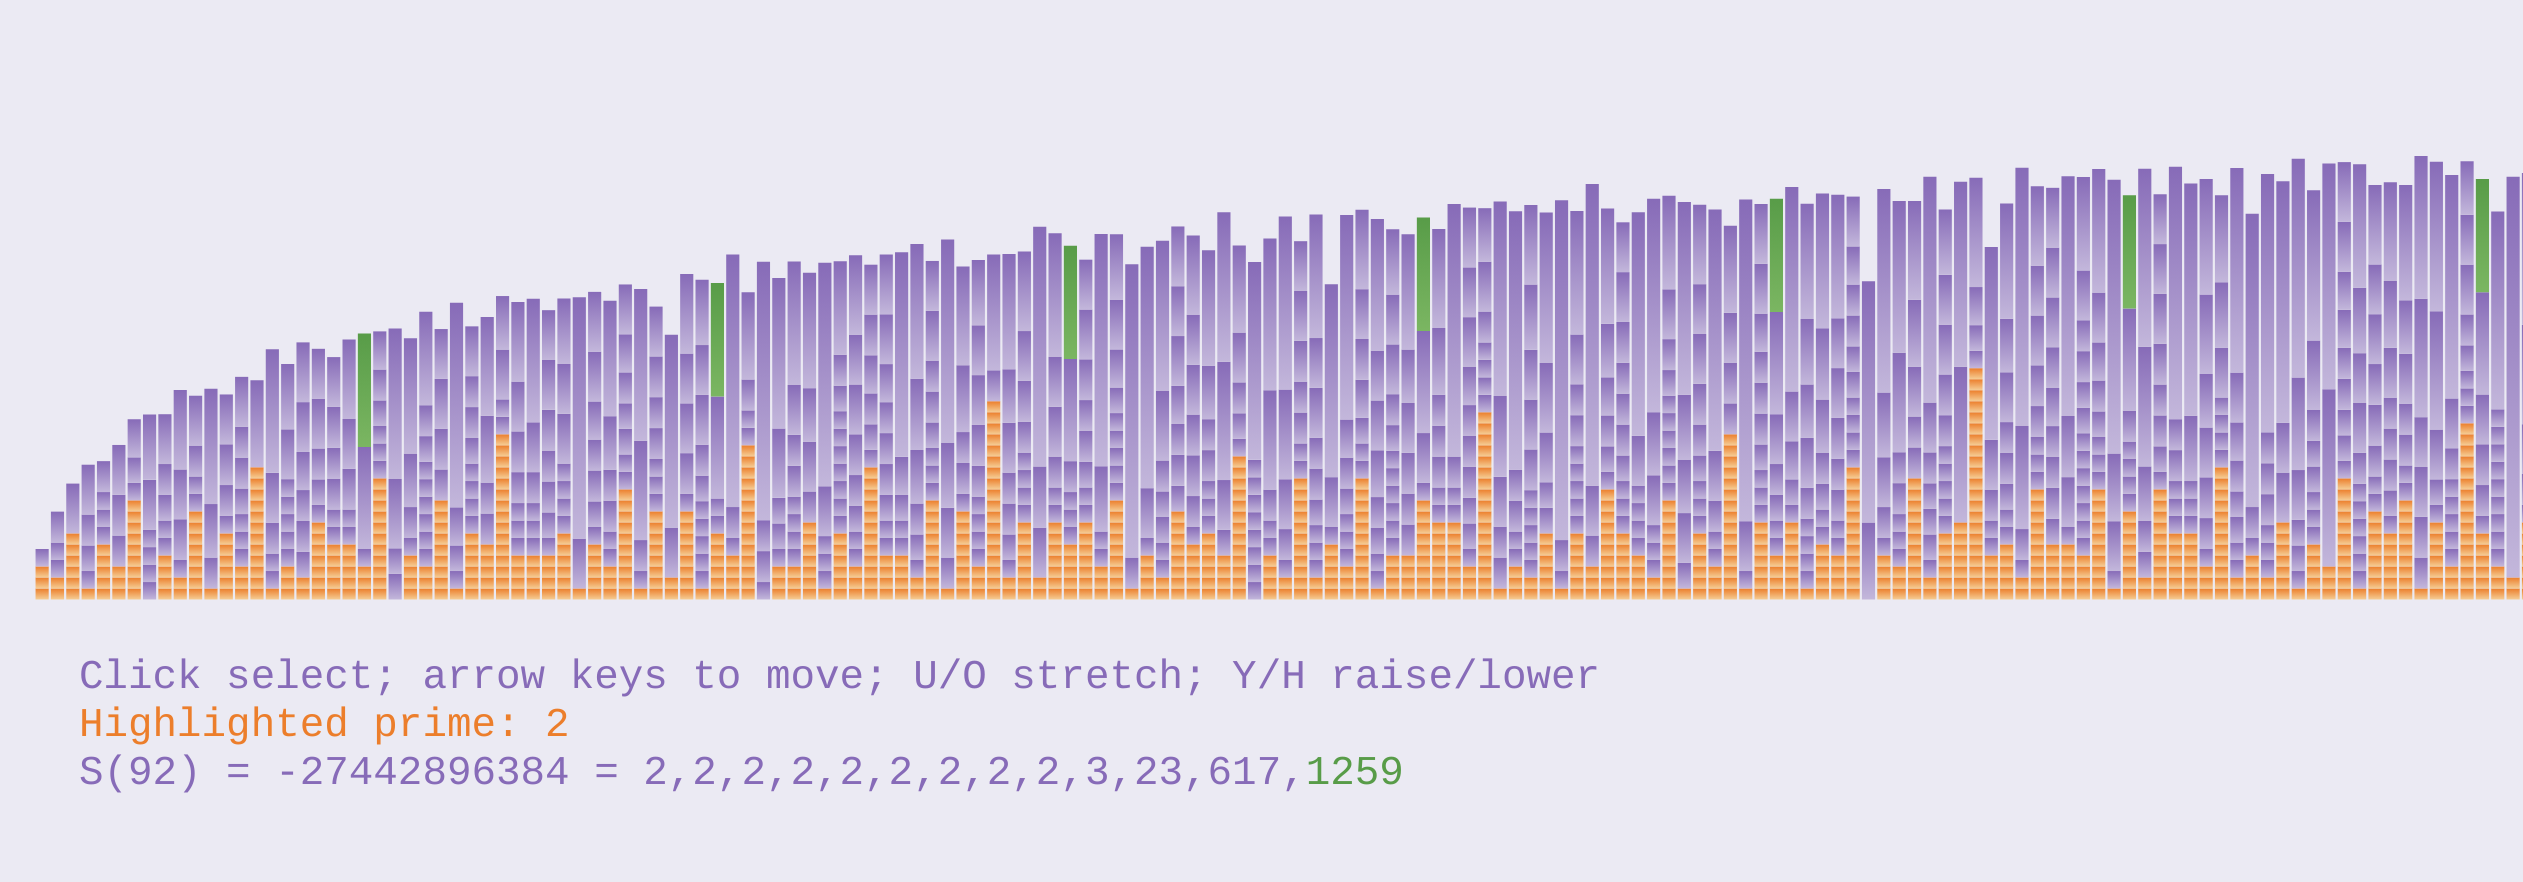 Click select; arrow keys to move; U/O stretch; Y/H raise/lower
Highlighted prime: 2
S(92) = -27442896384 = 2,2,2,2,2,2,2,2,2,3,23,617,1259